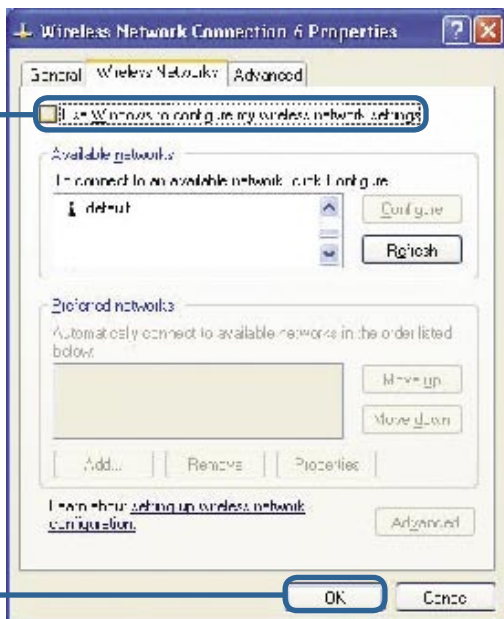 Wireless Network Connection 6 Properties
General Wireless Networks Advanced
Use Windows to configure my wireless network settings
Available networks
To connect to an available network, click Configure
default
Configure
Refresh
Preferred networks
Automatically connect to available networks in the order listed
below:
Move up
Move down
Add... Remove Properties
Learn about setting up wireless network
configuration.
Advanced
OK Cancel